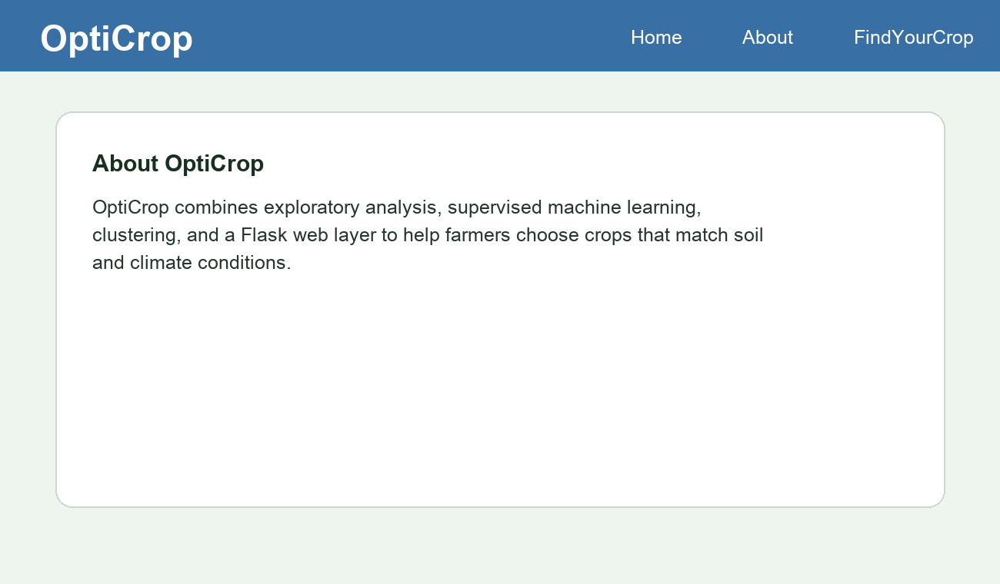 OptiCrop
Home
About
FindYourCrop
About OptiCrop
OptiCrop combines exploratory analysis, supervised machine learning,
clustering, and a Flask web layer to help farmers choose crops that match soil
and climate conditions.